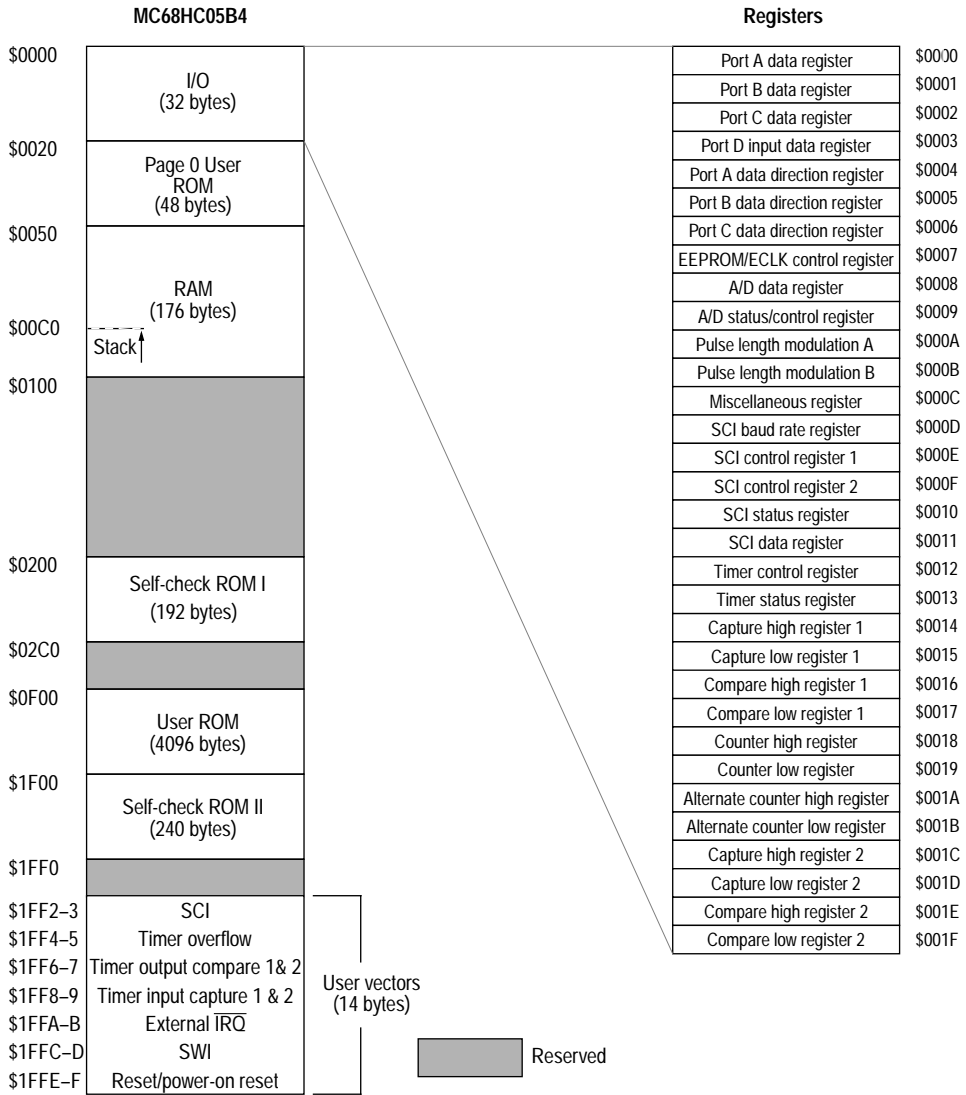 MC68HC05B4
$0000
I/O
(32 bytes)
$0020
Page 0 User
ROM
(48 bytes)
$0050
RAM
(176 bytes)
$00C0
Stack
$0100
$0200
Self-check ROM I
(192 bytes)
$02C0
$0F00
User ROM
(4096 bytes)
$1F00
Self-check ROM II
(240 bytes)
$1FF0
$1FF2–3 SCI
$1FF4–5 Timer overflow
$1FF6–7 Timer output compare 1& 2
$1FF8–9 Timer input capture 1 & 2
$1FFA–B External IRQ
$1FFC–D SWI
$1FFE–F Reset/power-on reset
User vectors
(14 bytes)
Reserved
Registers
Port A data register $0000
Port B data register $0001
Port C data register $0002
Port D input data register $0003
Port A data direction register $0004
Port B data direction register $0005
Port C data direction register $0006
EEPROM/ECLK control register $0007
A/D data register $0008
A/D status/control register $0009
Pulse length modulation A $000A
Pulse length modulation B $000B
Miscellaneous register $000C
SCI baud rate register $000D
SCI control register 1 $000E
SCI control register 2 $000F
SCI status register $0010
SCI data register $0011
Timer control register $0012
Timer status register $0013
Capture high register 1 $0014
Capture low register 1 $0015
Compare high register 1 $0016
Compare low register 1 $0017
Counter high register $0018
Counter low register $0019
Alternate counter high register $001A
Alternate counter low register $001B
Capture high register 2 $001C
Capture low register 2 $001D
Compare high register 2 $001E
Compare low register 2 $001F